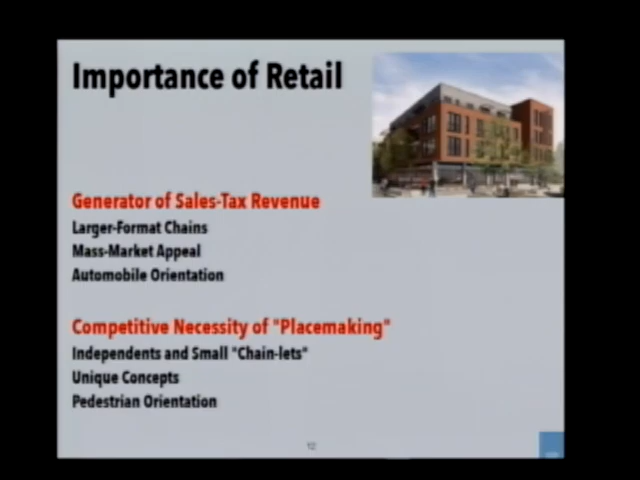 Importance of Retail
Generator of Sales-Tax Revenue
Larger-Format Chains
Mass-Market Appeal
Automobile Orientation
Competitive Necessity of "Placemaking"
Independents and Small "Chain-lets"
Unique Concepts
Pedestrian Orientation
12